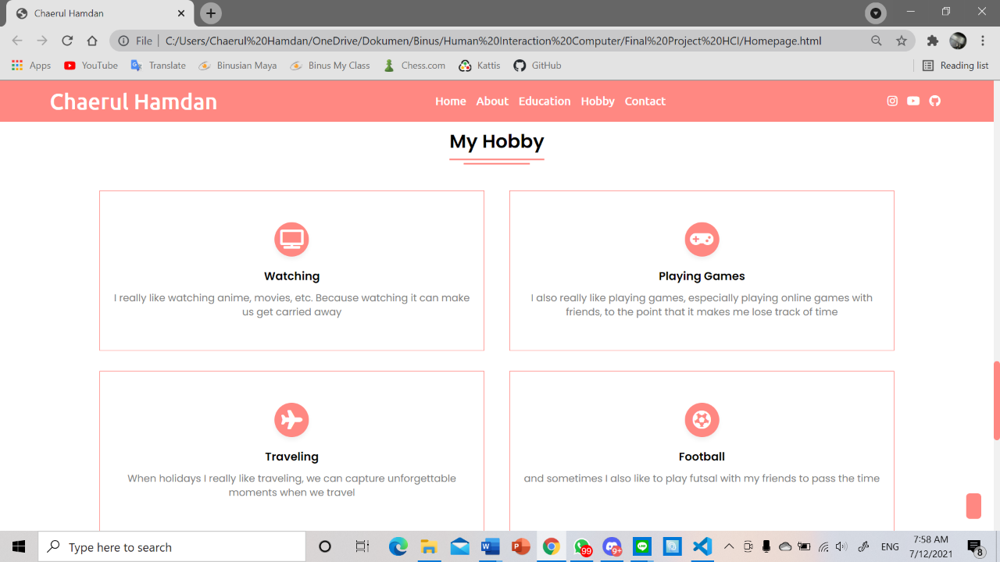 Chaerul Hamdan
File
C:/Users/Chaerul%20Hamdan/OneDrive/Dokumen/Binus/Human%20Interaction%20Computer/Final%20Project%20HCI/Homepage.html
Apps
YouTube
Translate
Binusian Maya
Binus My Class
Chess.com
Kattis
GitHub
Reading list
Chaerul Hamdan
Home
About
Education
Hobby
Contact
My Hobby
Watching
I really like watching anime, movies, etc. Because watching it can make
us get carried away
Playing Games
I also really like playing games, especially playing online games with
friends, to the point that it makes me lose track of time
Traveling
When holidays I really like traveling, we can capture unforgettable
moments when we travel
Football
and sometimes I also like to play futsal with my friends to pass the time
Type here to search
99
9+
ENG
7:58 AM
7/12/2021
8